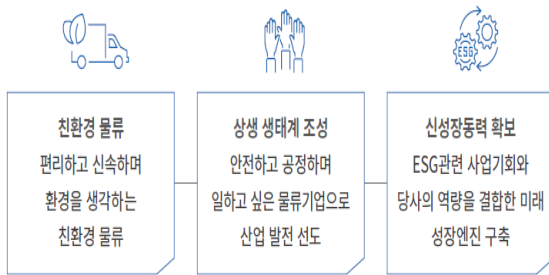 ESG
친환경 물류
편리하고 신속하며
환경을 생각하는
친환경 물류
상생 생태계 조성
안전하고 공정하며
일하고 싶은 물류기업으로
산업 발전 선도
신성장동력 확보
ESG관련 사업기회와
당사의 역량을 결합한 미래
성장엔진 구축